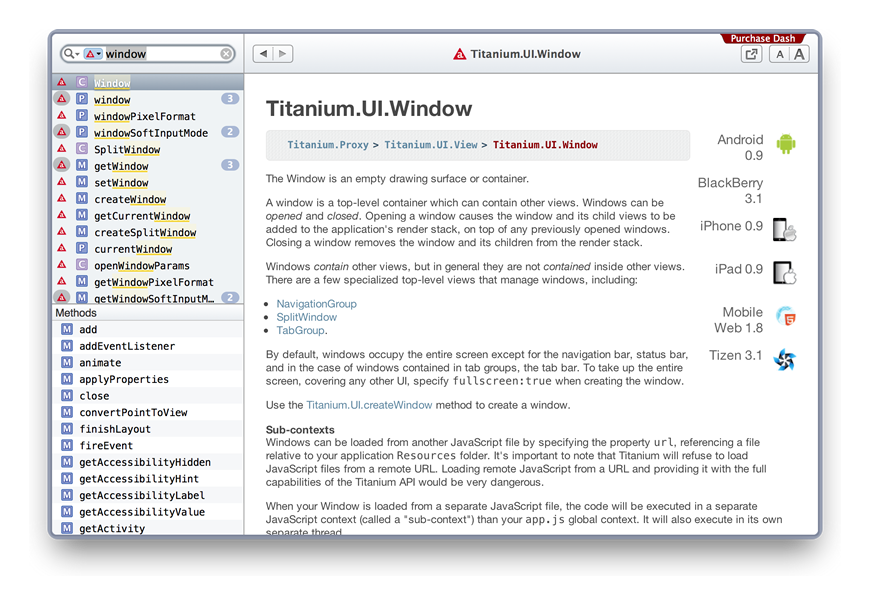 Purchase Dash
window
Titanium.UI.Window
A A
Window
window 3
windowPixelFormat
windowSoftInputMode 2
SplitWindow
getWindow 3
setWindow
createWindow
getCurrentWindow
createSplitWindow
currentWindow
openWindowParams
getWindowPixelFormat
getWindowSoftInputM… 2
Methods
add
addEventListener
animate
applyProperties
close
convertPointToView
finishLayout
fireEvent
getAccessibilityHidden
getAccessibilityHint
getAccessibilityLabel
getAccessibilityValue
getActivity
Titanium.UI.Window
Titanium.Proxy > Titanium.UI.View > Titanium.UI.Window
The Window is an empty drawing surface or container.
A window is a top-level container which can contain other views. Windows can be
opened and closed. Opening a window causes the window and its child views to be
added to the application's render stack, on top of any previously opened windows.
Closing a window removes the window and its children from the render stack.
Windows contain other views, but in general they are not contained inside other views.
There are a few specialized top-level views that manage windows, including:
NavigationGroup
SplitWindow
TabGroup.
By default, windows occupy the entire screen except for the navigation bar, status bar,
and in the case of windows contained in tab groups, the tab bar. To take up the entire
screen, covering any other UI, specify fullscreen:true when creating the window.
Use the Titanium.UI.createWindow method to create a window.
Sub-contexts
Windows can be loaded from another JavaScript file by specifying the property url, referencing a file
relative to your application Resources folder. It's important to note that Titanium will refuse to load
JavaScript files from a remote URL. Loading remote JavaScript from a URL and providing it with the full
capabilities of the Titanium API would be very dangerous.
When your Window is loaded from a separate JavaScript file, the code will be executed in a separate
JavaScript context (called a "sub-context") than your app.js global context. It will also execute in its own
separate thread
Android
0.9
BlackBerry
3.1
iPhone 0.9
iPad 0.9
Mobile
Web 1.8
Tizen 3.1